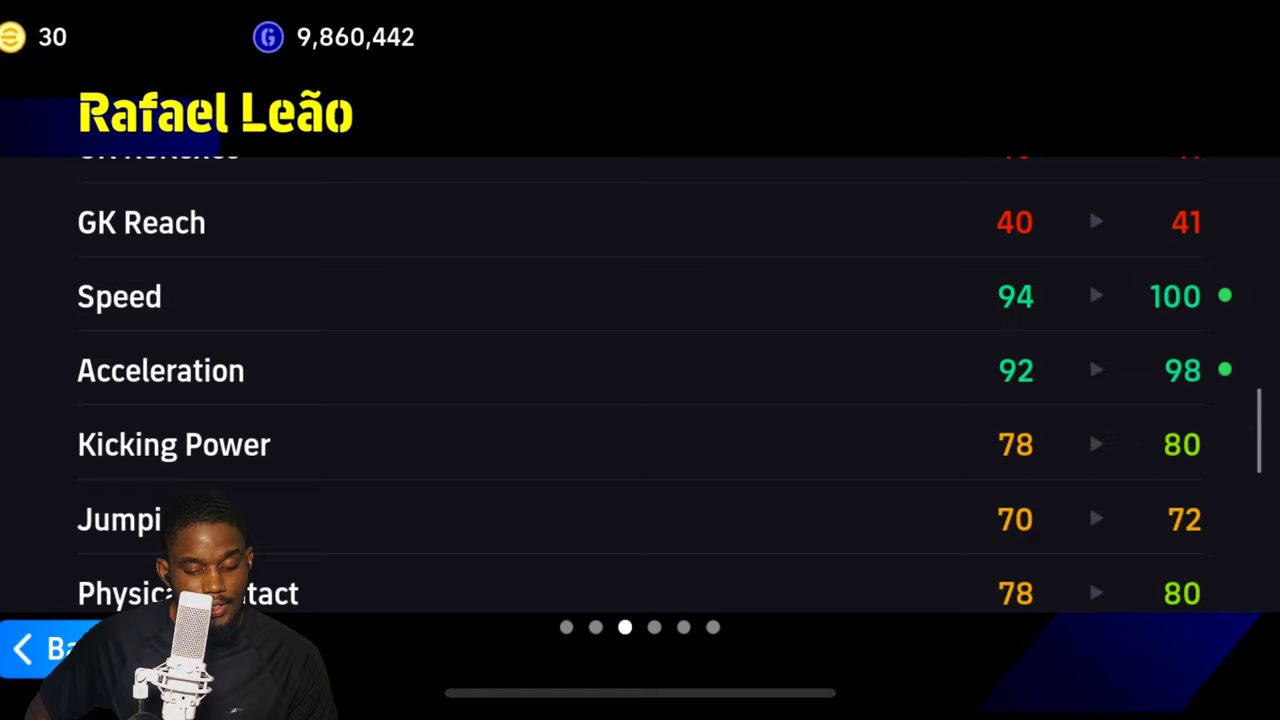 30
9,860,442
Rafael Leão
GK Reach 40 41
Speed 94 100
Acceleration 92 98
Kicking Power 78 80
Jumpi 70 72
Physica tact 78 80
Ba